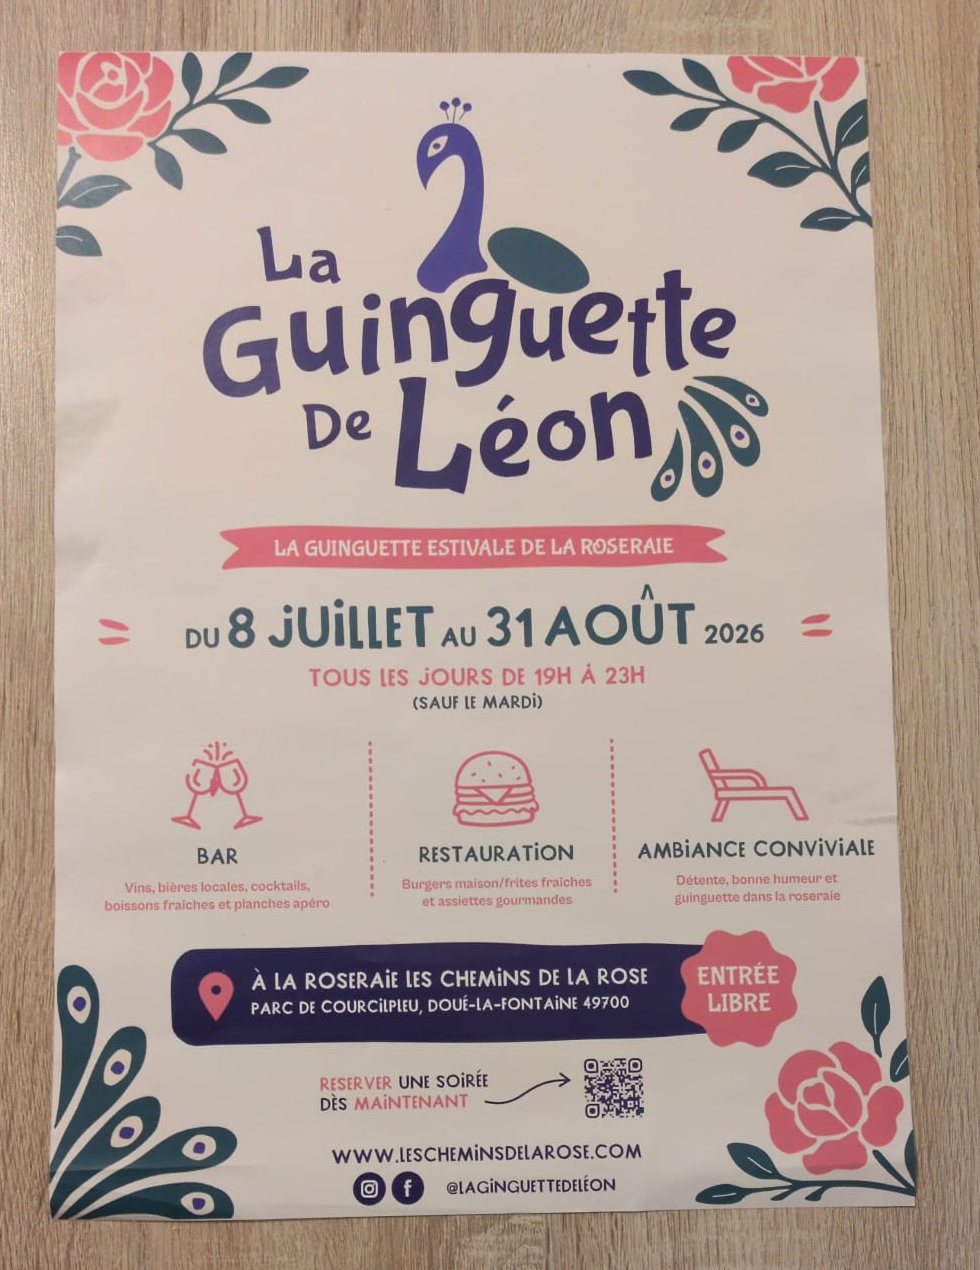 La
Guinguette
De Léon
LA GUINGUETTE ESTIVALE DE LA ROSERAIE
DU 8 JUILLET AU 31 AOÛT 2026
TOUS LES JOURS DE 19H À 23H
(SAUF LE MARDI)
BAR
Vins, bières locales, cocktails,
boissons fraîches et planches apéro
RESTAURATION
Burgers maison/frites fraîches
et assiettes gourmandes
AMBIANCE CONVIVIALE
Détente, bonne humeur et
guinguette dans la roseraie
À LA ROSERAIE LES CHEMINS DE LA ROSE
PARC DE COURCILPLEU, DOUÉ-LA-FONTAINE 49700
ENTRÉE
LIBRE
RESERVER UNE SOIRÉE
DÈS MAINTENANT
WWW.LESCHEMINSDELAROSE.COM
@LAGINGUETTEDELÉON